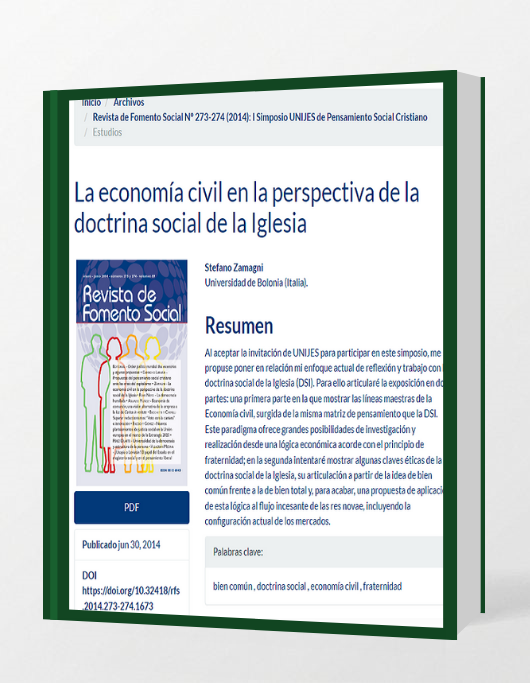 Inicio / Archivos
/ Revista de Fomento Social Nº 273-274 (2014): I Simposio UNIJES de Pensamiento Social Cristiano
/ Estudios
La economía civil en la perspectiva de la
doctrina social de la Iglesia
Revista de
Fomento Social
Stefano Zamagni
Universidad de Bolonia (Italia).
Resumen
Al aceptar la invitación de UNIJES para participar en este simposio, me
propuse poner en relación mi enfoque actual de reflexión y trabajo con
doctrina social de la Iglesia (DSI). Para ello articularé la exposición en do
partes: una primera parte en la que mostrar las líneas maestras de la
Economía civil, surgida de la misma matriz de pensamiento que la DSI.
Este paradigma ofrece grandes posibilidades de investigación y
realización desde una lógica económica acorde con el principio de
fraternidad; en la segunda intentaré mostrar algunas claves éticas de la
doctrina social de la Iglesia, su articulación a partir de la idea de bien
común frente a la de bien total y, para acabar, una propuesta de aplicació
de esta lógica al flujo incesante de las res novae, incluyendo la
configuración actual de los mercados.
PDF
Publicado jun 30, 2014
DOI
https://doi.org/10.32418/rfs
.2014.273-274.1673
Palabras clave:
bien común , doctrina social , economía civil , fraternidad